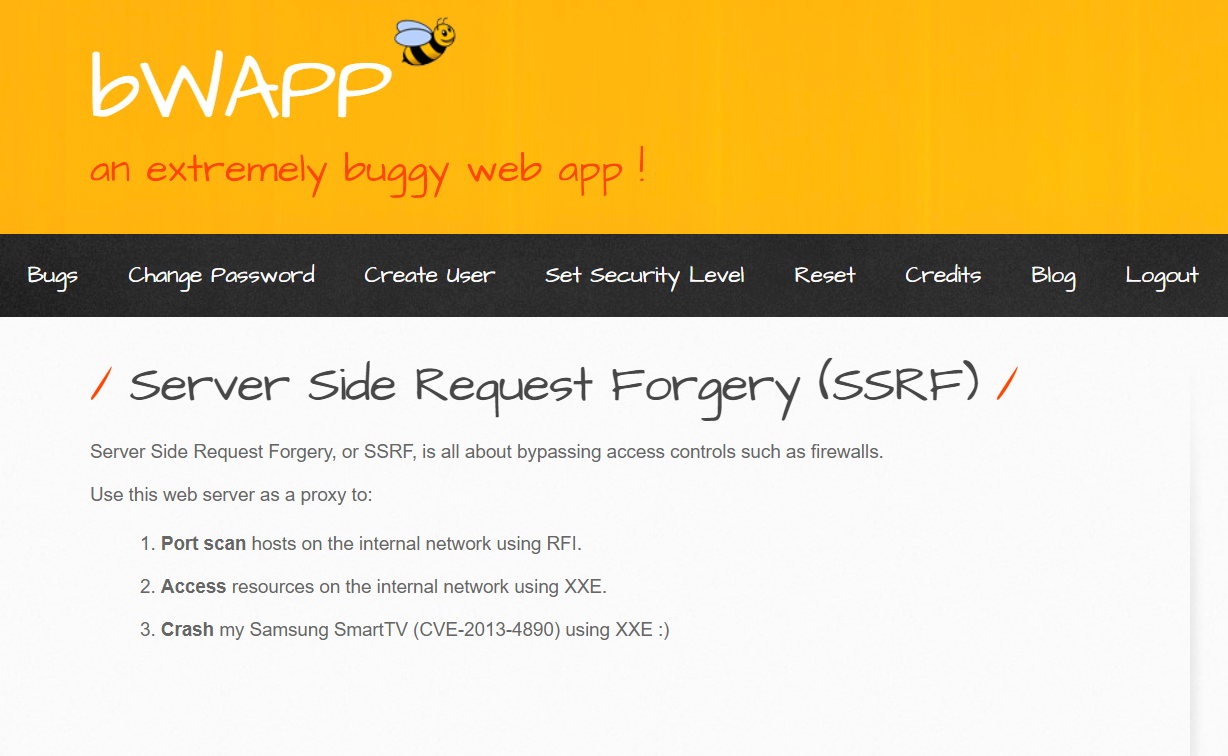 bWAPP
an extremely buggy web app !
Bugs Change Password Create User Set Security Level Reset Credits Blog Logout
/ Server Side Request Forgery (SSRF) /
Server Side Request Forgery, or SSRF, is all about bypassing access controls such as firewalls.
Use this web server as a proxy to:
1. Port scan hosts on the internal network using RFI.
2. Access resources on the internal network using XXE.
3. Crash my Samsung SmartTV (CVE-2013-4890) using XXE :)